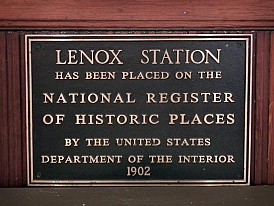 LENOX STATION
HAS BEEN PLACED ON THE
NATIONAL REGISTER
OF HISTORIC PLACES
BY THE UNITED STATES
DEPARTMENT OF THE INTERIOR
1902